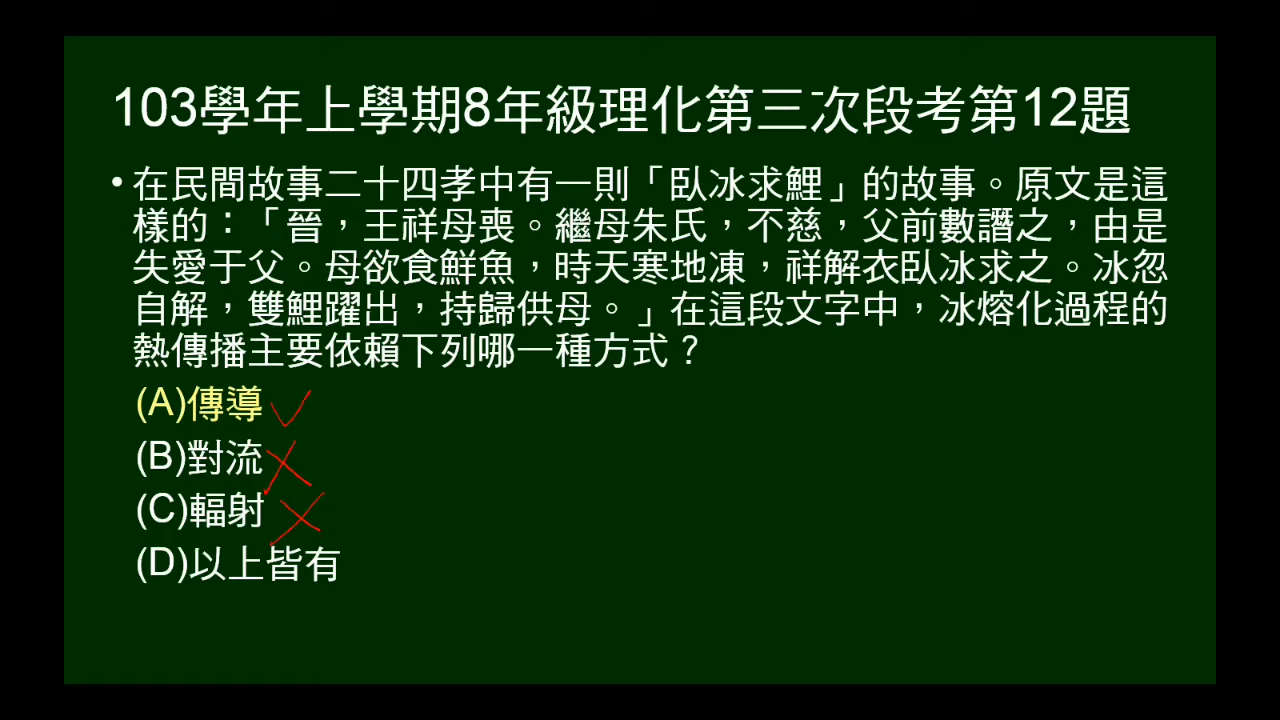 103學年上學期8年級理化第三次段考第12題
•在民間故事二十四孝中有一則「臥冰求鯉」的故事。原文是這
樣的：「晉，王祥母喪。繼母朱氏，不慈，父前數譖之，由是
失愛于父。母欲食鮮魚，時天寒地凍，祥解衣臥冰求之。冰忽
自解，雙鯉躍出，持歸供母。」在這段文字中，冰熔化過程的
熱傳播主要依賴下列哪一種方式？
(A)傳導
(B)對流
(C)輻射
(D)以上皆有